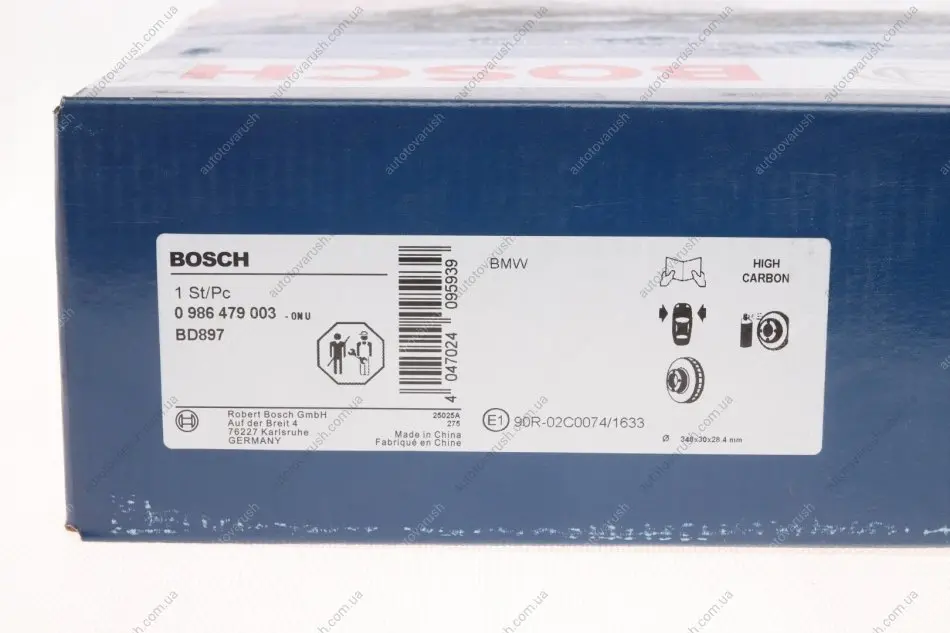 BOSCH
BOSCH
1 St/Pc
0 986 479 003 - 0M U
BD897
4 047024 095939
BMW
HIGH
CARBON
Robert Bosch GmbH
Auf der Breit 4
76227 Karlsruhe
GERMANY
25025A
275
Made in China
Fabriqué en Chine
E1 90R-02C0074/1633
Ø 348x30x28.4 mm
autotovarush.com.ua